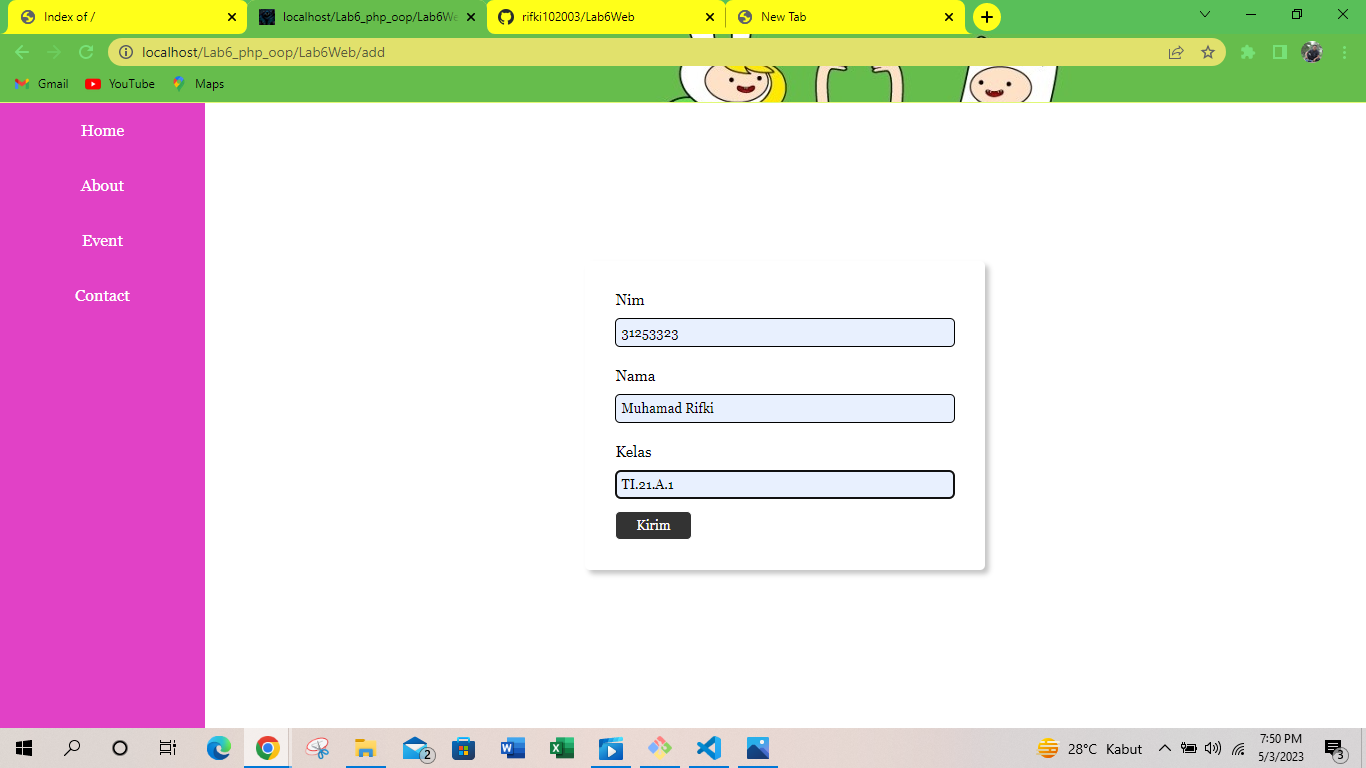 Index of /
localhost/Lab6_php_oop/Lab6We
rifki102003/Lab6Web
New Tab
localhost/Lab6_php_oop/Lab6Web/add
Gmail
YouTube
Maps
Home
About
Event
Contact
Nim
31253323
Nama
Muhamad Rifki
Kelas
TI.21.A.1
Kirim
2
28°C Kabut
7:50 PM
5/3/2023
3